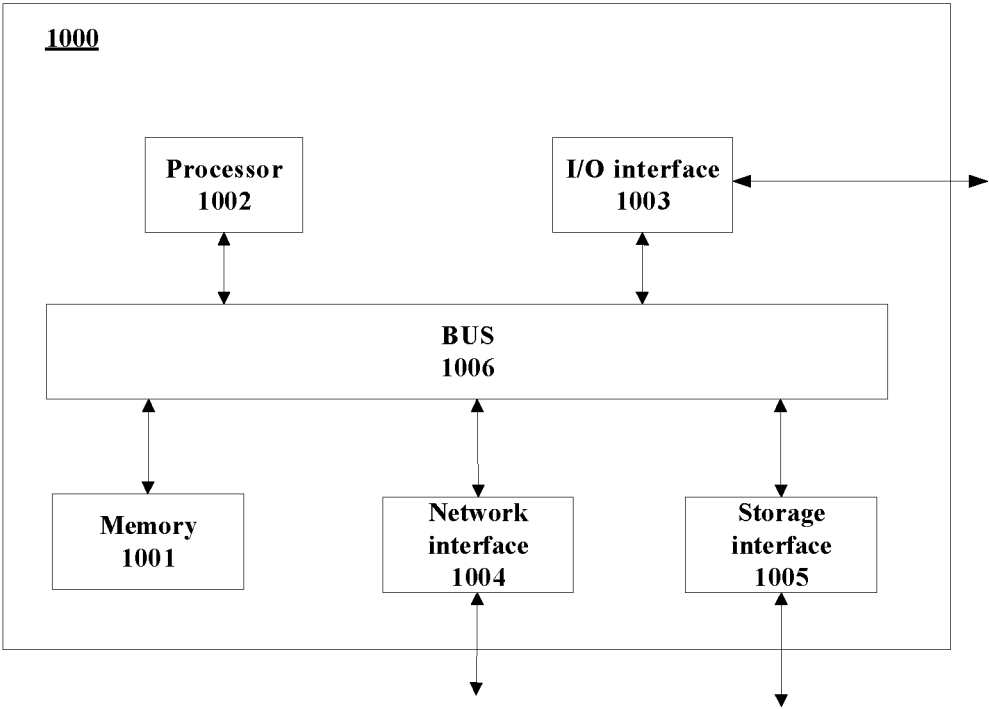 1000
Processor
1002
I/O interface
1003
BUS
1006
Memory
1001
Network
interface
1004
Storage
interface
1005